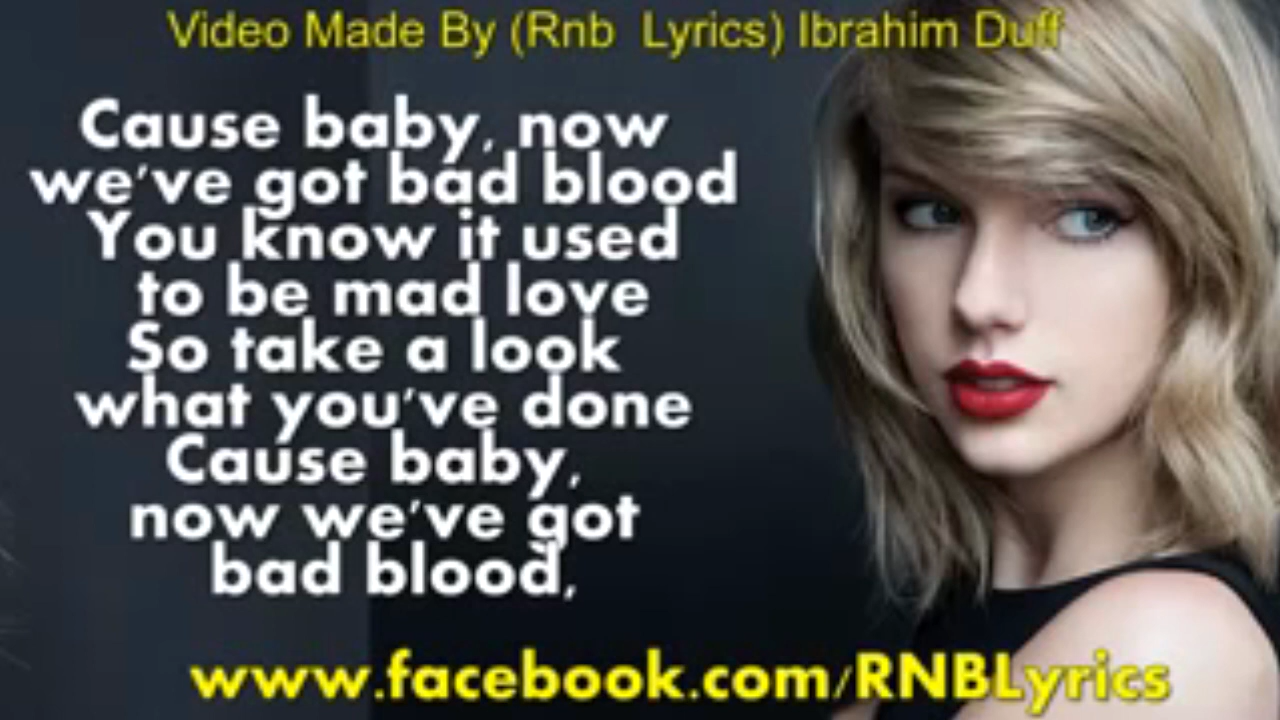 Video Made By (Rnb Lyrics) Ibrahim Duff
Cause baby, now
we've got bad blood
You know it used
to be mad love
So take a look
what you've done
Cause baby,
now we've got
bad blood,
www.facebook.com/RNBLyrics